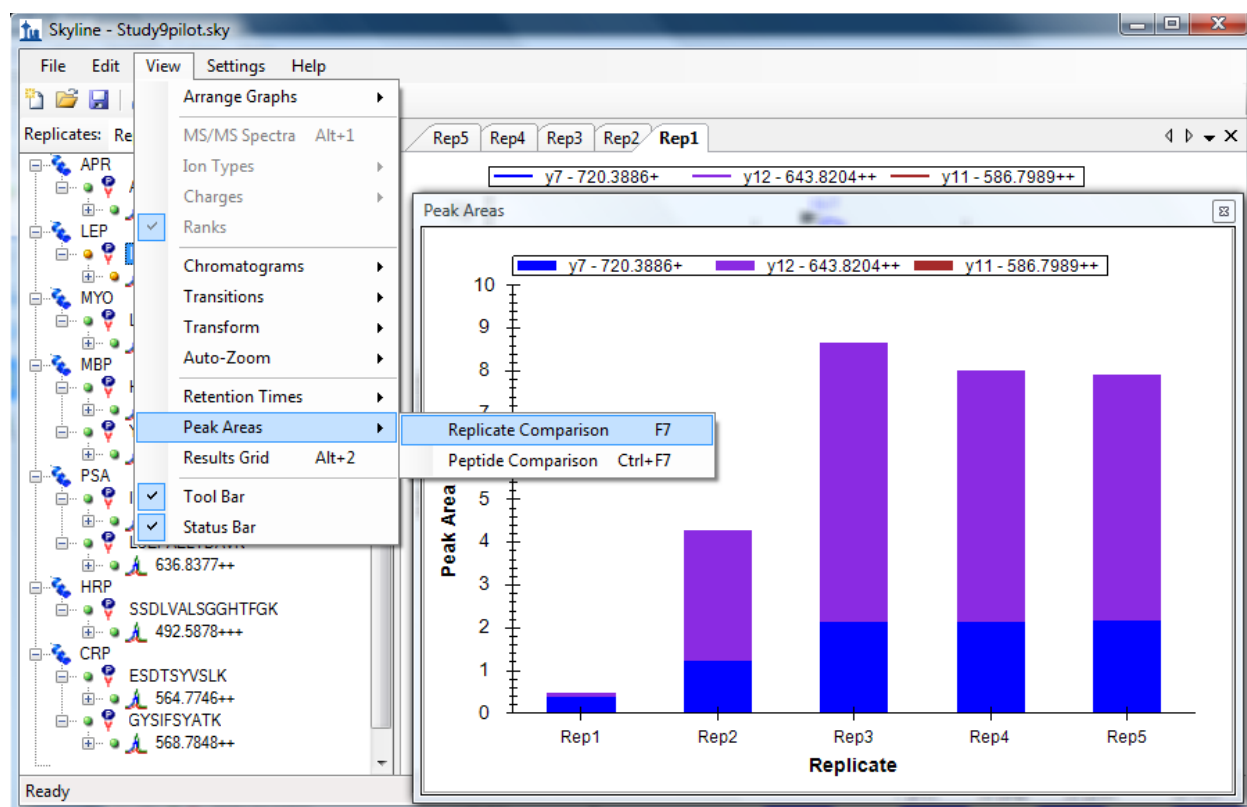 Skyline - Study9pilot.sky
File Edit View Settings Help
Replicates: Re
Arrange Graphs
MS/MS Spectra Alt+1
Ion Types
Charges
Ranks
Chromatograms
Transitions
Transform
Auto-Zoom
Retention Times
Peak Areas
Results Grid Alt+2
Tool Bar
Status Bar
Replicate Comparison F7
Peptide Comparison Ctrl+F7
APR
LEP
MYO
MBP
PSA
636.8377++
HRP
SSDLVALSGGHTFGK
492.5878+++
CRP
ESDTSYVSLK
564.7746++
GYSIFSYATK
568.7848++
Rep5 Rep4 Rep3 Rep2 Rep1
y7 - 720.3886+ y12 - 643.8204++ y11 - 586.7989++
Peak Areas
y7 - 720.3886+ y12 - 643.8204++ y11 - 586.7989++
10
9
8
7
5
4
3
2
1
0
Peak Area
Rep1 Rep2 Rep3 Rep4 Rep5
Replicate
Ready